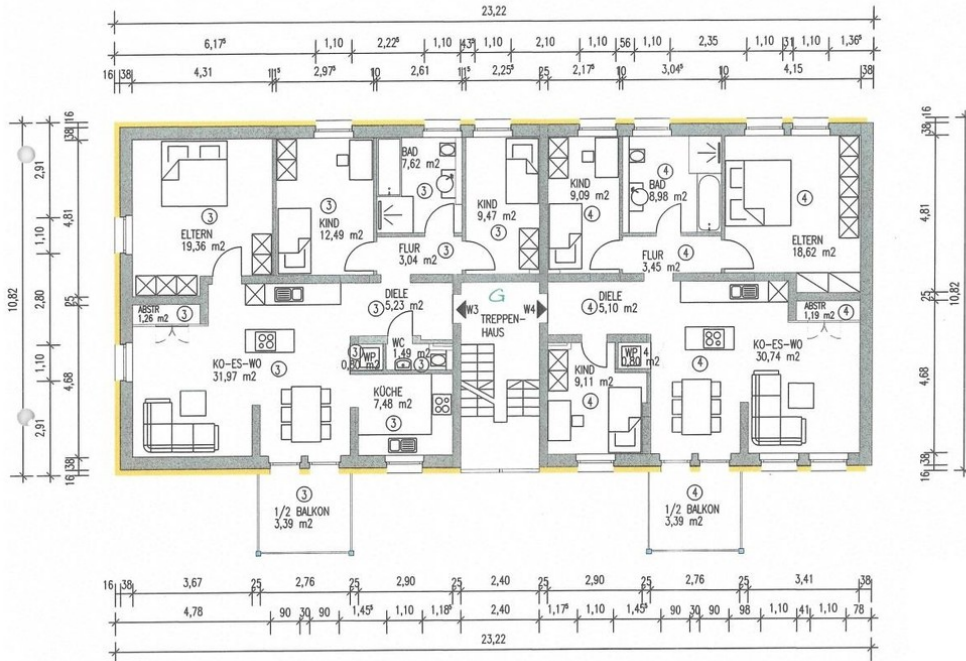 23,22
6,17⁵ 1,10 2,22⁵ 1,10 43⁵ 1,10 2,10 1,10 56 1,10 2,35 1,10 31 1,10 1,36⁵
16 38 4,31 11⁵ 2,97⁵ 10 2,61 11⁵ 2,25⁵ 25 2,17⁵ 10 3,04⁵ 10 4,15 38
10,82
2,91
1,10
2,80
1,10
2,91
38 16
4,81
25
4,68
16 38
ELTERN
19,36 m2
3
KIND
12,49 m2
3
BAD
7,62 m2
3
KIND
9,47 m2
3
FLUR
3,04 m2
3
KIND
9,09 m2
4
BAD
8,98 m2
4
ELTERN
18,62 m2
4
FLUR
3,45 m2
4
ABSTR
1,26 m2
3
DIELE
5,23 m2
3
G
W3 W4
TREPPEN-
HAUS
DIELE
5,10 m2
4
ABSTR
1,19 m2
4
KO-ES-WO
31,97 m2
3
3
WP
0,80 m2
WC
1,49 m2
3
KÜCHE
7,48 m2
3
KIND
9,11 m2
4
WP 4
0,80 m2
4
KO-ES-WO
30,74 m2
3
1/2 BALKON
3,39 m2
4
1/2 BALKON
3,39 m2
38 16
4,81
25
4,68
16 38
10,82
16 38 3,67 25 2,76 25 2,90 25 2,40 25 2,90 25 2,76 25 3,41 38
4,78 90 30 90 1,45⁵ 1,10 1,18⁵ 2,40 1,17⁵ 1,10 1,45⁵ 90 30 90 98 1,10 41 1,10 78
23,22